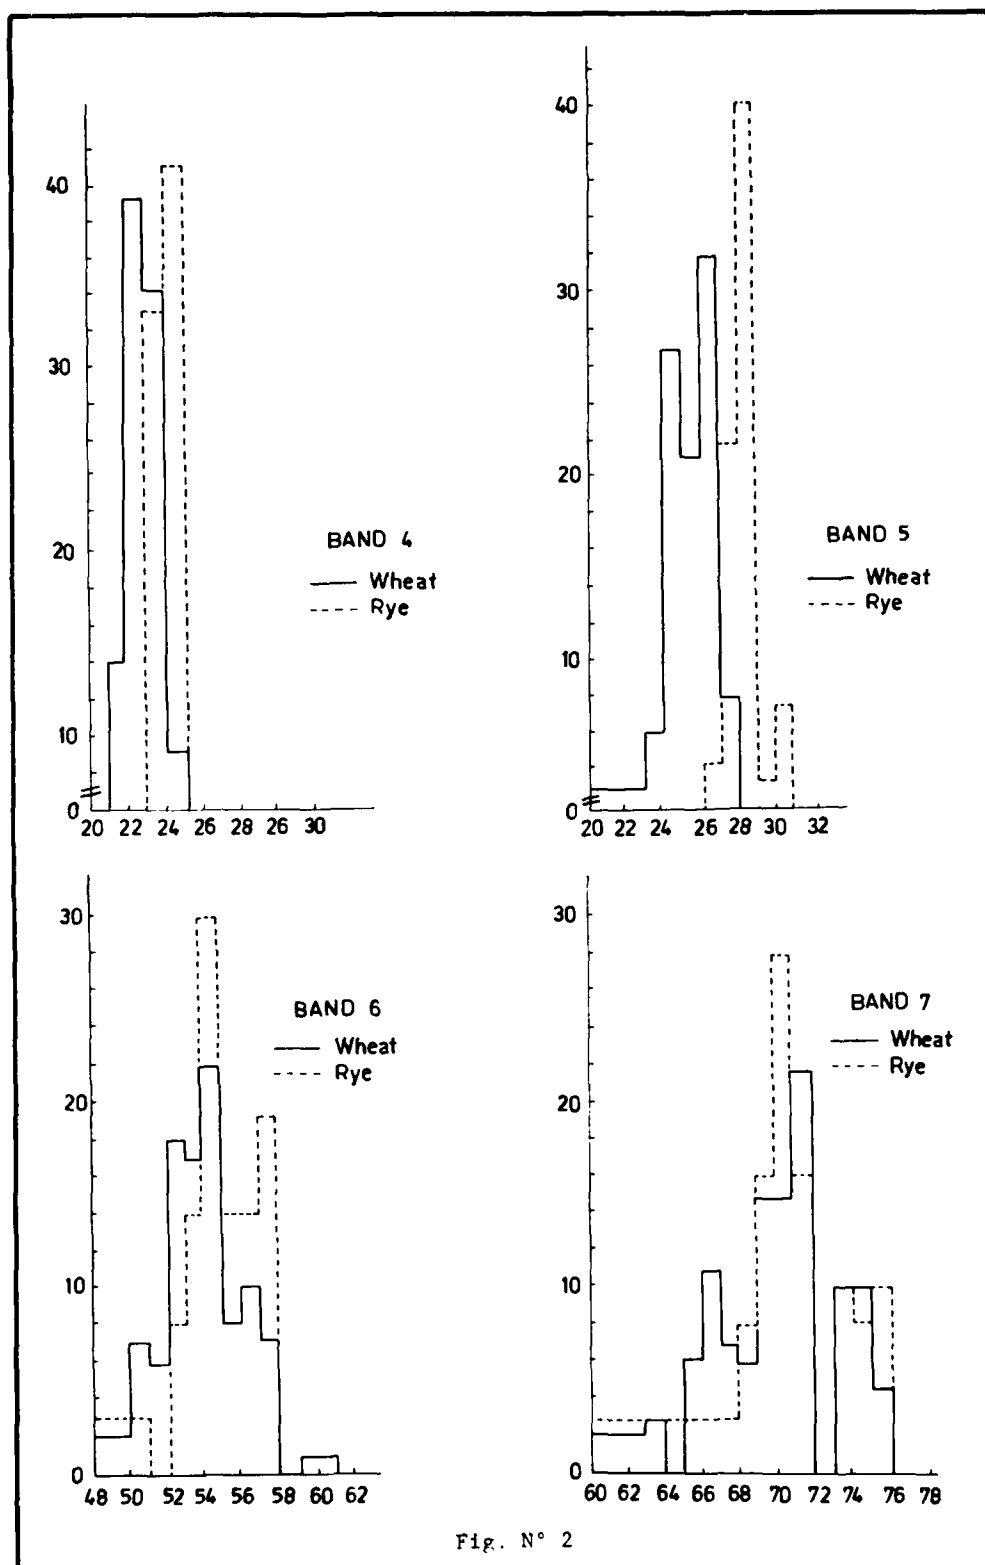 40
30
20
10
0
20 22 24 26 28 26 30
BAND 4
Wheat
Rye
40
30
20
10
0
20 22 24 26 28 30 32
BAND 5
Wheat
Rye
30
20
10
0
48 50 52 54 56 58 60 62
BAND 6
Wheat
Rye
30
20
10
0
60 62 64 66 68 70 72 74 76 78
BAND 7
Wheat
Rye
Fig. N° 2